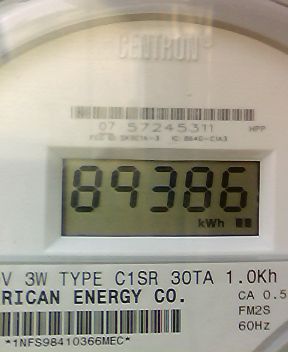 CENTRON®
07 57245311 HPP
89386
kWh
V 3W TYPE C1SR 30TA 1.0Kh
RICAN ENERGY CO. CA 0.5
FM2S
60Hz
*1NFS98410366MEC*